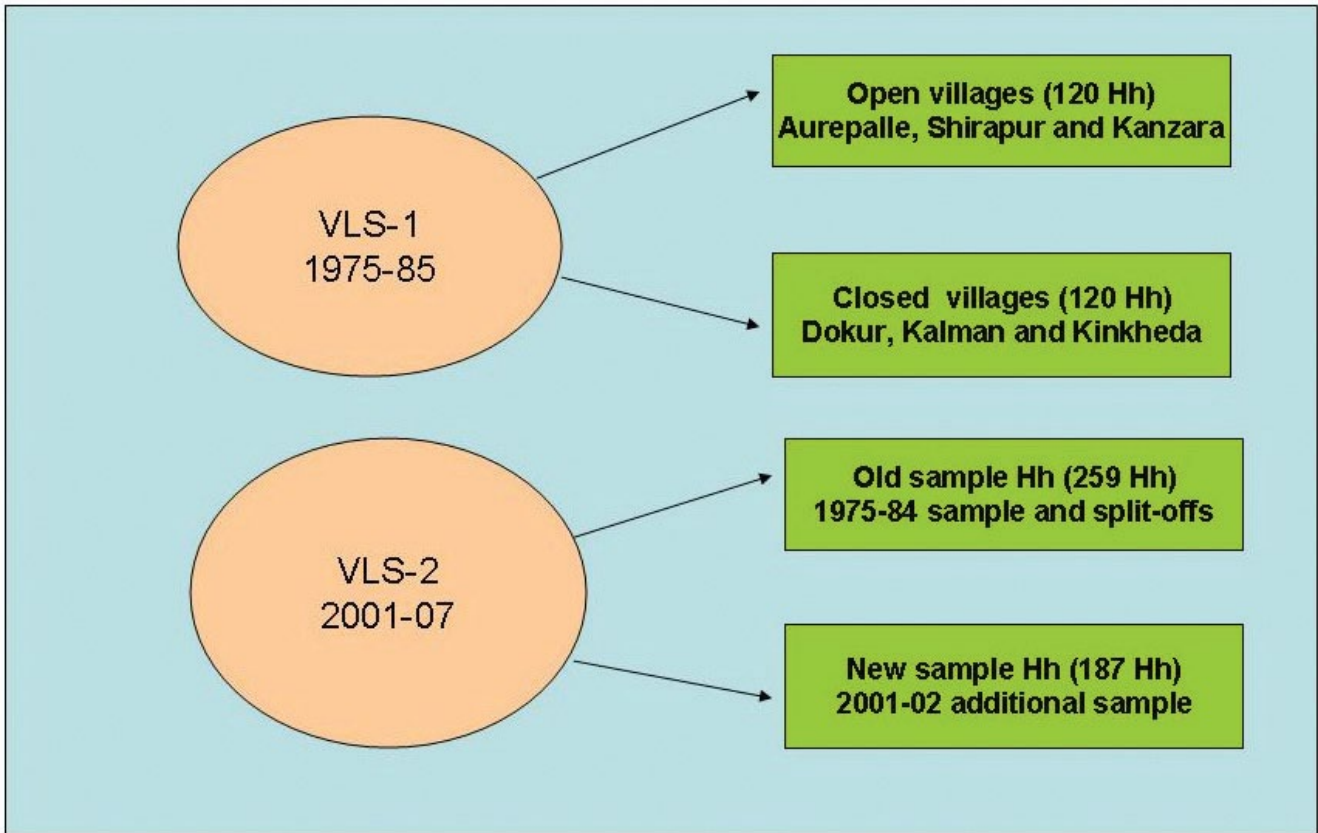 VLS-1
1975-85
Open villages (120 Hh)
Aurepalle, Shirapur and Kanzara
Closed villages (120 Hh)
Dokur, Kalman and Kinkheda
VLS-2
2001-07
Old sample Hh (259 Hh)
1975-84 sample and split-offs
New sample Hh (187 Hh)
2001-02 additional sample